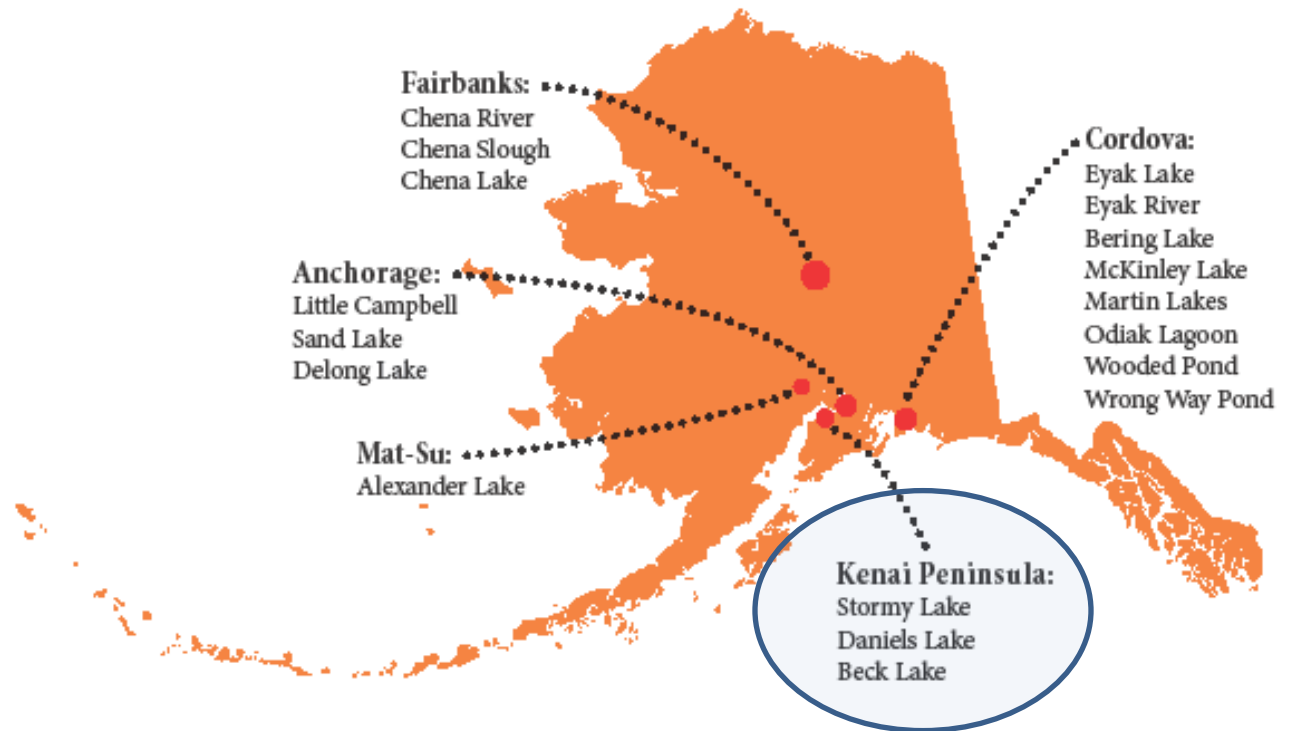 Fairbanks:
Chena River
Chena Slough
Chena Lake
Cordova:
Eyak Lake
Eyak River
Bering Lake
McKinley Lake
Martin Lakes
Odiak Lagoon
Wooded Pond
Wrong Way Pond
Anchorage:
Little Campbell
Sand Lake
Delong Lake
Mat-Su:
Alexander Lake
Kenai Peninsula:
Stormy Lake
Daniels Lake
Beck Lake